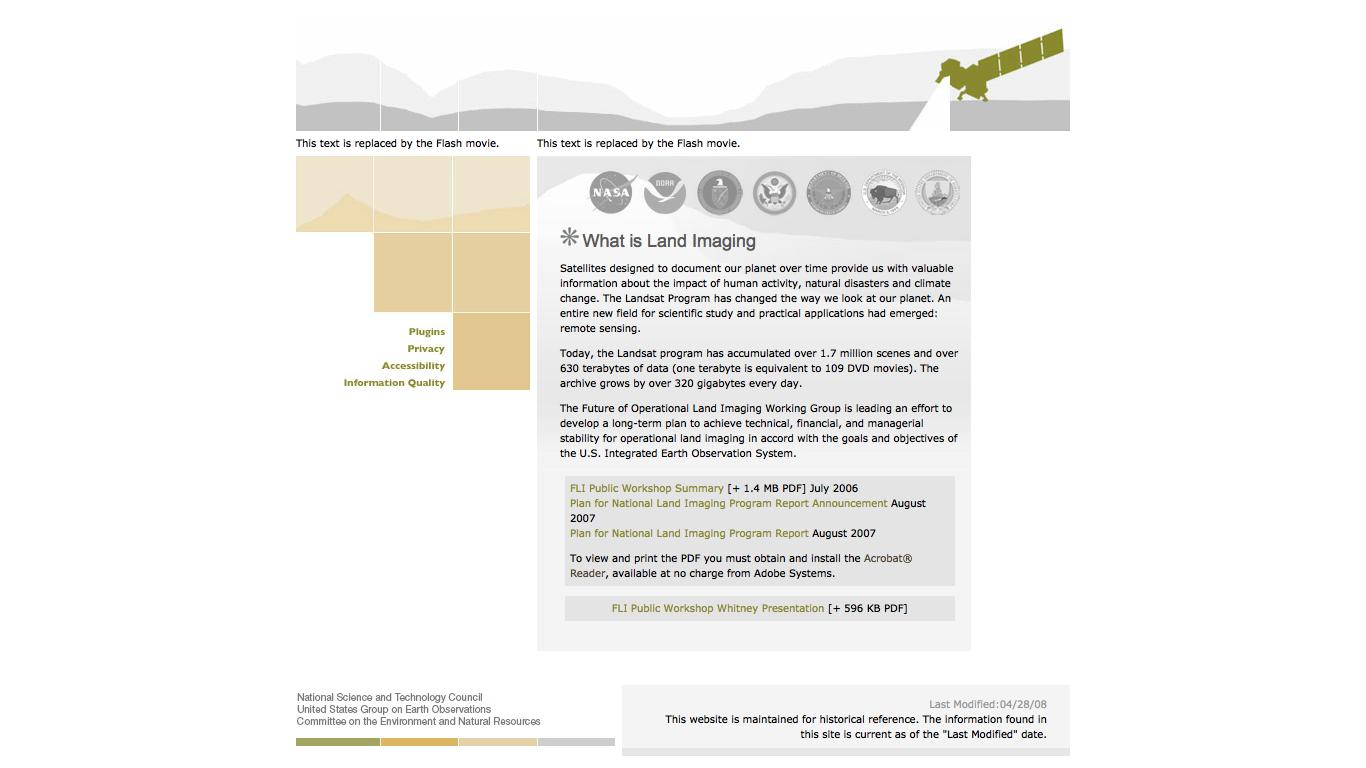 This text is replaced by the Flash movie.
This text is replaced by the Flash movie.
NASA
NOAA
What is Land Imaging
Satellites designed to document our planet over time provide us with valuable
information about the impact of human activity, natural disasters and climate
change. The Landsat Program has changed the way we look at our planet. An
entire new field for scientific study and practical applications had emerged:
remote sensing.
Today, the Landsat program has accumulated over 1.7 million scenes and over
630 terabytes of data (one terabyte is equivalent to 109 DVD movies). The
archive grows by over 320 gigabytes every day.
The Future of Operational Land Imaging Working Group is leading an effort to
develop a long-term plan to achieve technical, financial, and managerial
stability for operational land imaging in accord with the goals and objectives of
the U.S. Integrated Earth Observation System.
FLI Public Workshop Summary [+ 1.4 MB PDF] July 2006
Plan for National Land Imaging Program Report Announcement August
2007
Plan for National Land Imaging Program Report August 2007
To view and print the PDF you must obtain and install the Acrobat®
Reader, available at no charge from Adobe Systems.
FLI Public Workshop Whitney Presentation [+ 596 KB PDF]
Plugins
Privacy
Accessibility
Information Quality
National Science and Technology Council
United States Group on Earth Observations
Committee on the Environment and Natural Resources
Last Modified:04/28/08
This website is maintained for historical reference. The information found in
this site is current as of the "Last Modified" date.